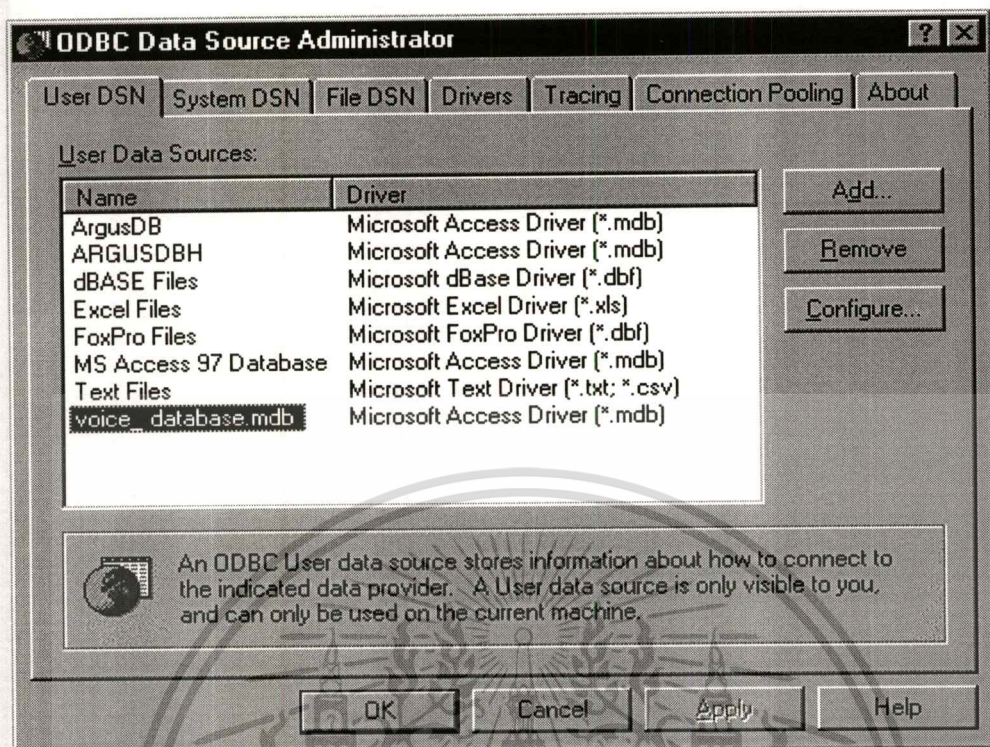 ODBC Data Source Administrator
User DSN System DSN File DSN Drivers Tracing Connection Pooling About
User Data Sources:
Name Driver
ArgusDB Microsoft Access Driver (*.mdb)
ARGUSDBH Microsoft Access Driver (*.mdb)
dBASE Files Microsoft dBase Driver (*.dbf)
Excel Files Microsoft Excel Driver (*.xls)
FoxPro Files Microsoft FoxPro Driver (*.dbf)
MS Access 97 Database Microsoft Access Driver (*.mdb)
Text Files Microsoft Text Driver (*.txt; *.csv)
voice_ database.mdb Microsoft Access Driver (*.mdb)
Add...
Remove
Configure...
An ODBC User data source stores information about how to connect to
the indicated data provider. A User data source is only visible to you,
and can only be used on the current machine.
OK Cancel Apply Help